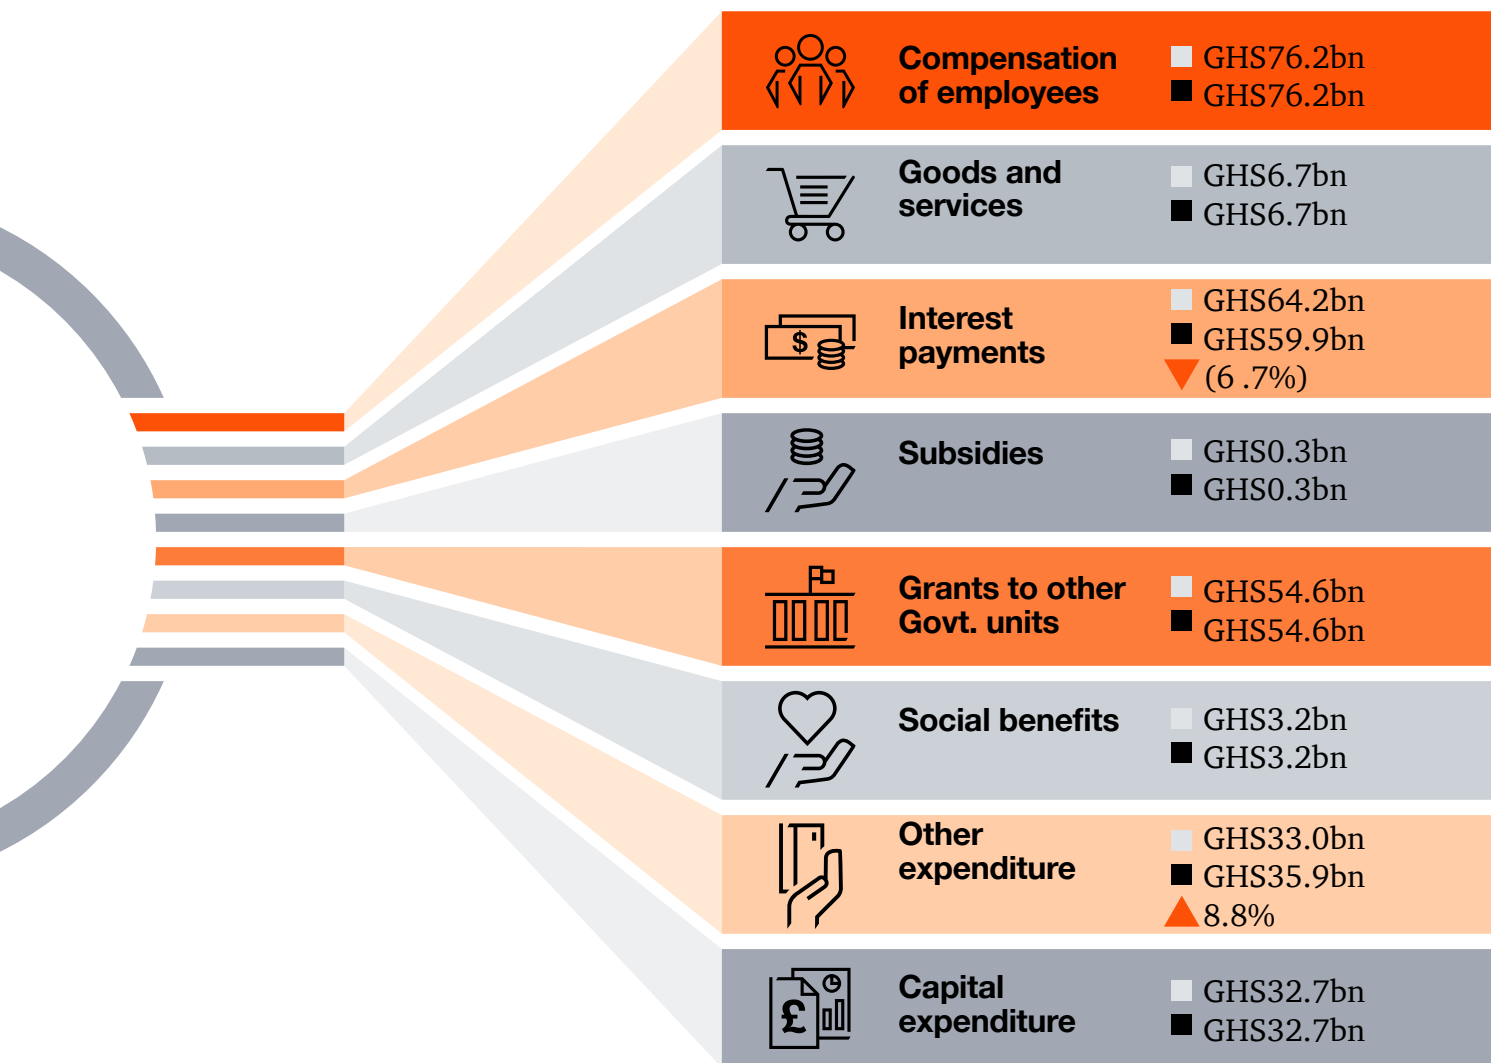 Compensation
of employees
GHS76.2bn
GHS76.2bn
Goods and
services
GHS6.7bn
GHS6.7bn
$
Interest
payments
GHS64.2bn
GHS59.9bn
(6 .7%)
Subsidies
GHS0.3bn
GHS0.3bn
Grants to other
Govt. units
GHS54.6bn
GHS54.6bn
Social benefits
GHS3.2bn
GHS3.2bn
Other
expenditure
GHS33.0bn
GHS35.9bn
8.8%
£
Capital
expenditure
GHS32.7bn
GHS32.7bn